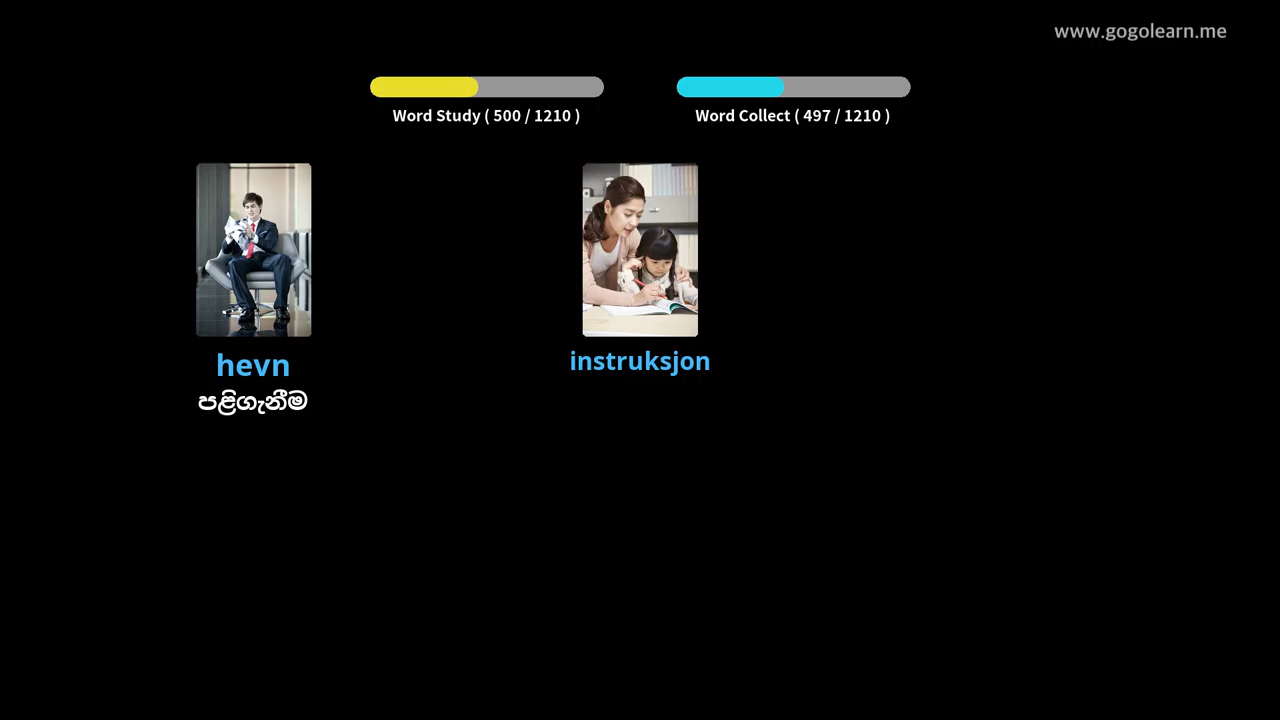 www.gogolearn.me
Word Study ( 500 / 1210 )
Word Collect ( 497 / 1210 )
hevn
පළිගැනීම
instruksjon